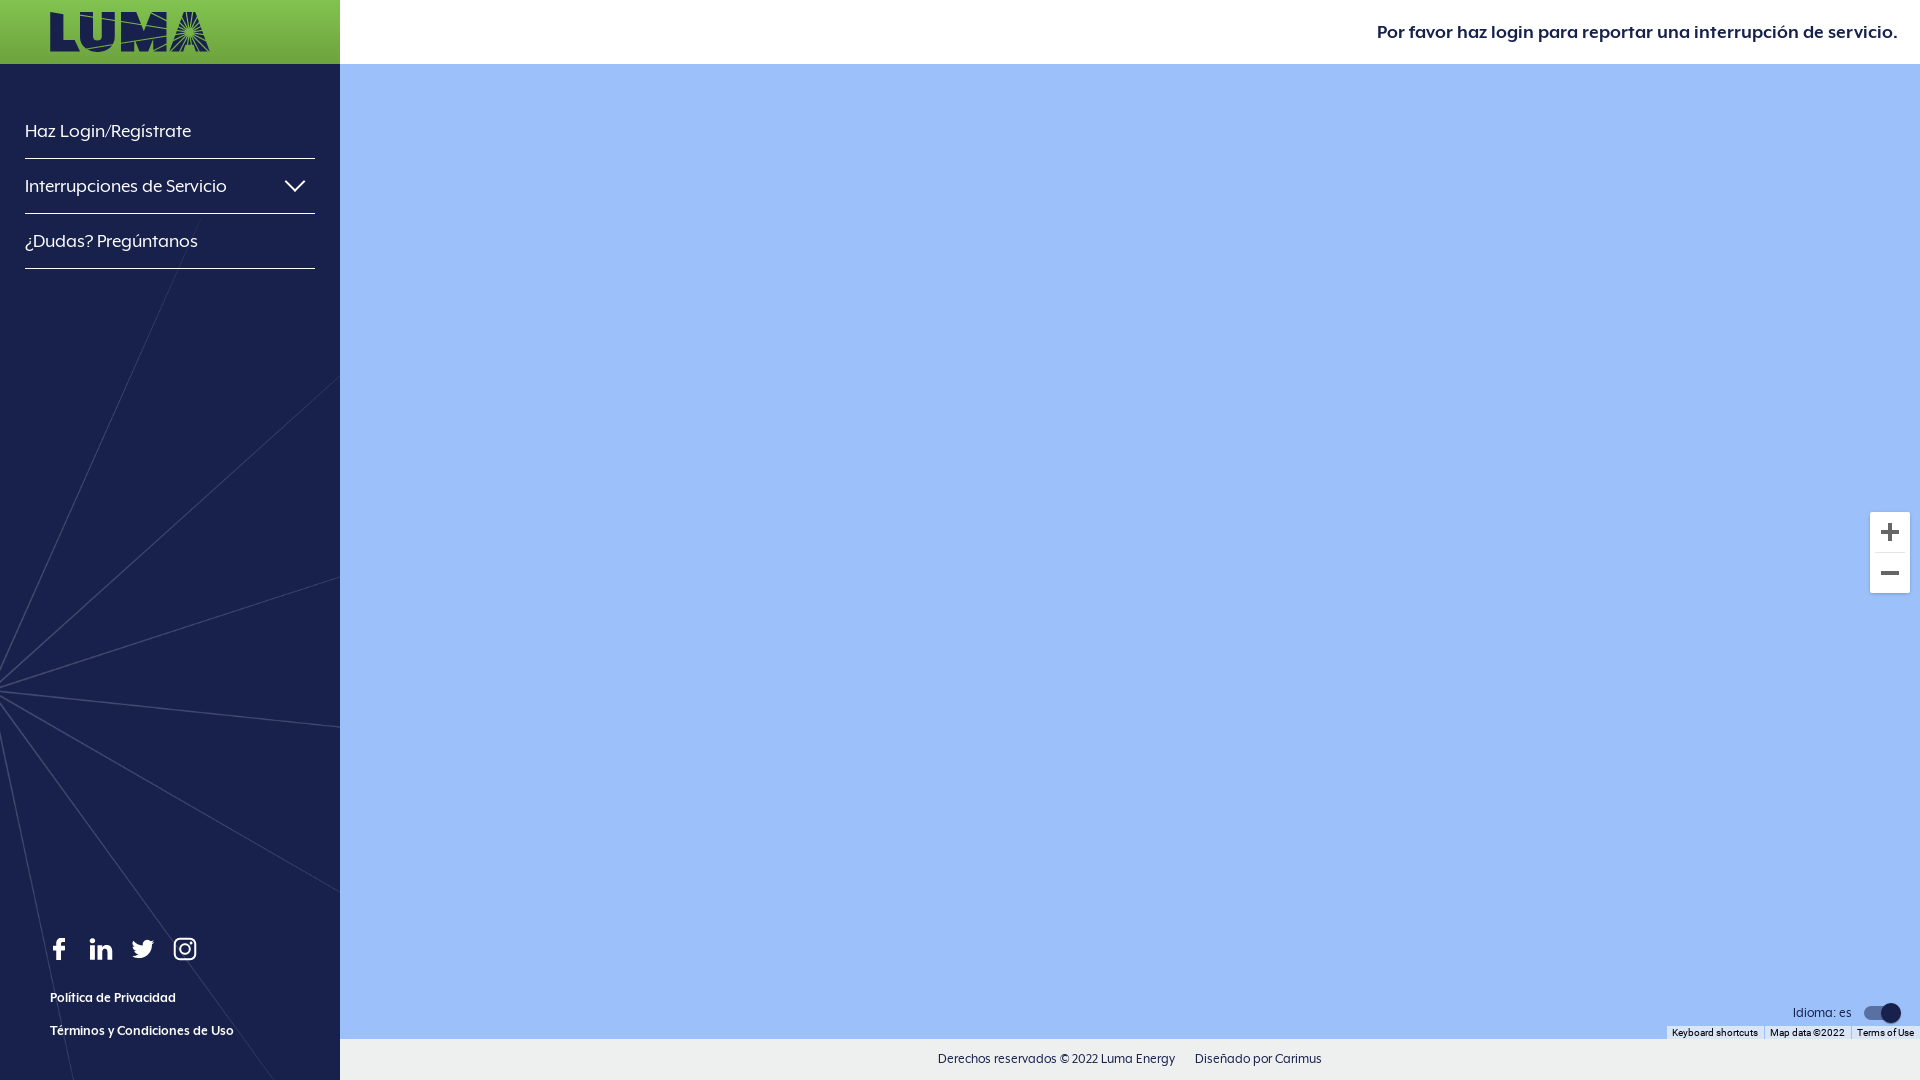 LUMA
Por favor haz login para reportar una interrupción de servicio.
Haz Login/Regístrate
Interrupciones de Servicio
¿Dudas? Pregúntanos
Política de Privacidad
Términos y Condiciones de Uso
Idioma: es
Keyboard shortcuts
Map data ©2022
Terms of Use
Derechos reservados © 2022 Luma Energy
Diseñado por Carimus